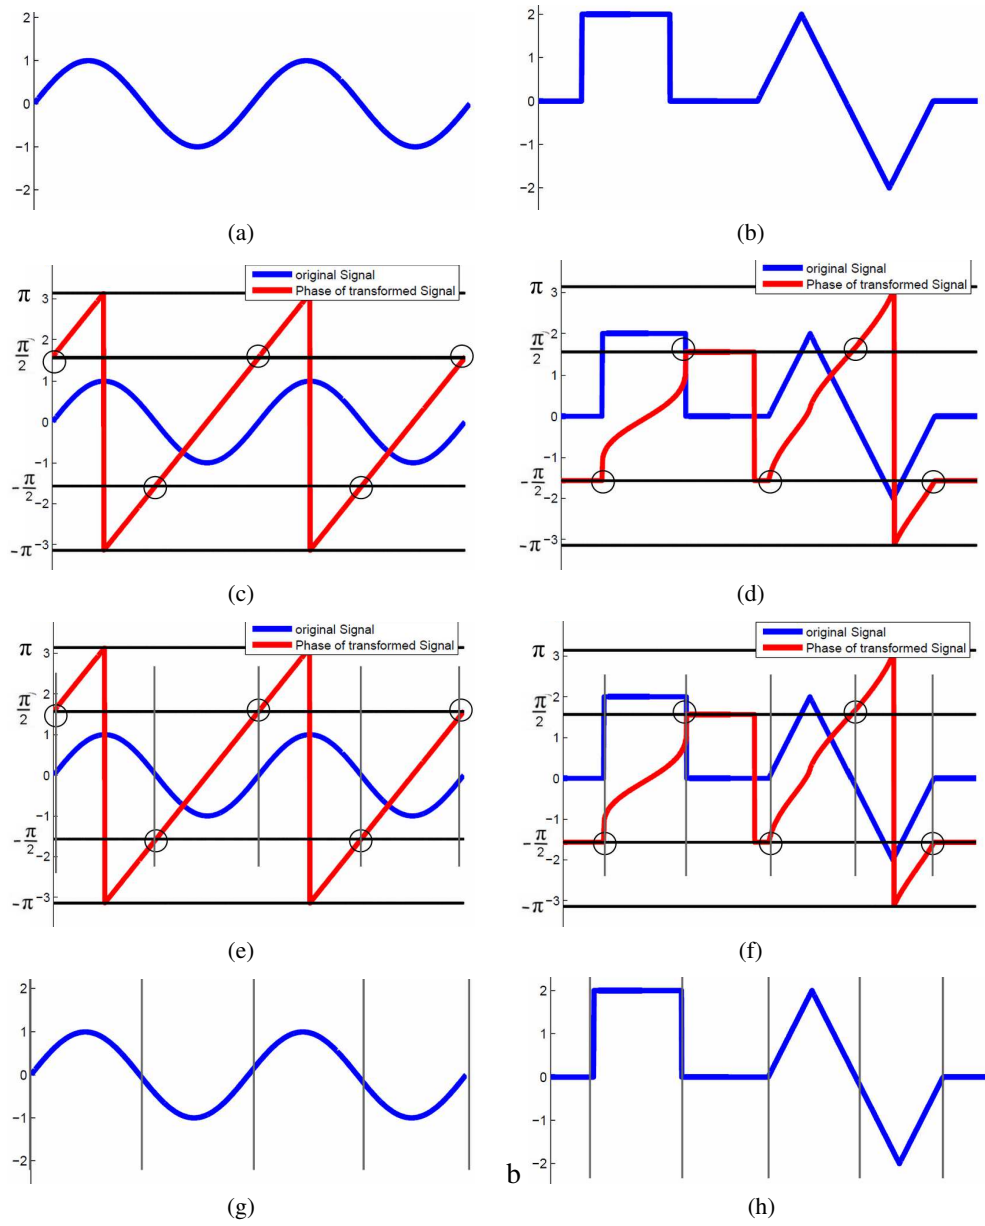 2
1
0
−1
−2
(a)
2
1
0
−1
−2
(b)
original Signal
Phase of transformed Signal
π
3
2
π
2
1
0
−1
-π
2
−2
−3
-π
(c)
original Signal
Phase of transformed Signal
π
3
2
π
2
1
0
−1
-π
2
−2
−3
-π
(d)
original Signal
Phase of transformed Signal
π
3
2
π
2
1
0
−1
-π
2
−2
−3
-π
(e)
original Signal
Phase of transformed Signal
π
3
2
π
2
1
0
−1
-π
2
−2
−3
-π
(f)
2
1
0
−1
−2
(g)
2
1
0
−1
−2
b
(h)